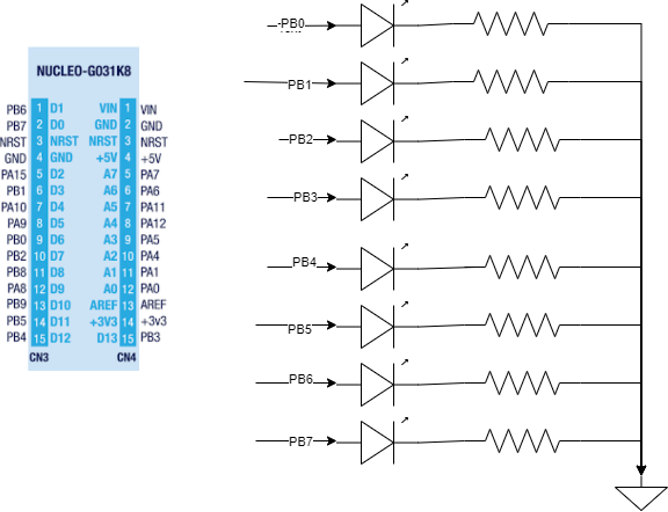 NUCLEO-G031K8
PB6 1 D1 VIN 1 VIN
PB7 2 D0 GND 2 GND
NRST 3 NRST NRST 3 NRST
GND 4 GND +5V 4 +5V
PA15 5 D2 A7 5 PA7
PB1 6 D3 A6 6 PA6
PA10 7 D4 A5 7 PA11
PA9 8 D5 A4 8 PA12
PB0 9 D6 A3 9 PA5
PB2 10 D7 A2 10 PA4
PB8 11 D8 A1 11 PA1
PA8 12 D9 A0 12 PA0
PB9 13 D10 AREF 13 AREF
PB5 14 D11 +3V3 14 +3v3
PB4 15 D12 D13 15 PB3
CN3 CN4
PB0
PB1
PB2
PB3
PB4
PB5
PB6
PB7